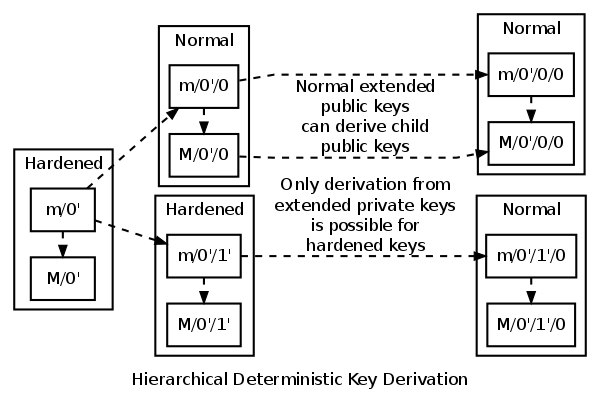 Normal
m/0'/0
M/0'/0
Normal
m/0'/0/0
M/0'/0/0
Normal extended
public keys
can derive child
public keys
Hardened
m/0'
M/0'
Only derivation from
extended private keys
is possible for
hardened keys
Hardened
m/0'/1'
M/0'/1'
Normal
m/0'/1'/0
M/0'/1'/0
Hierarchical Deterministic Key Derivation